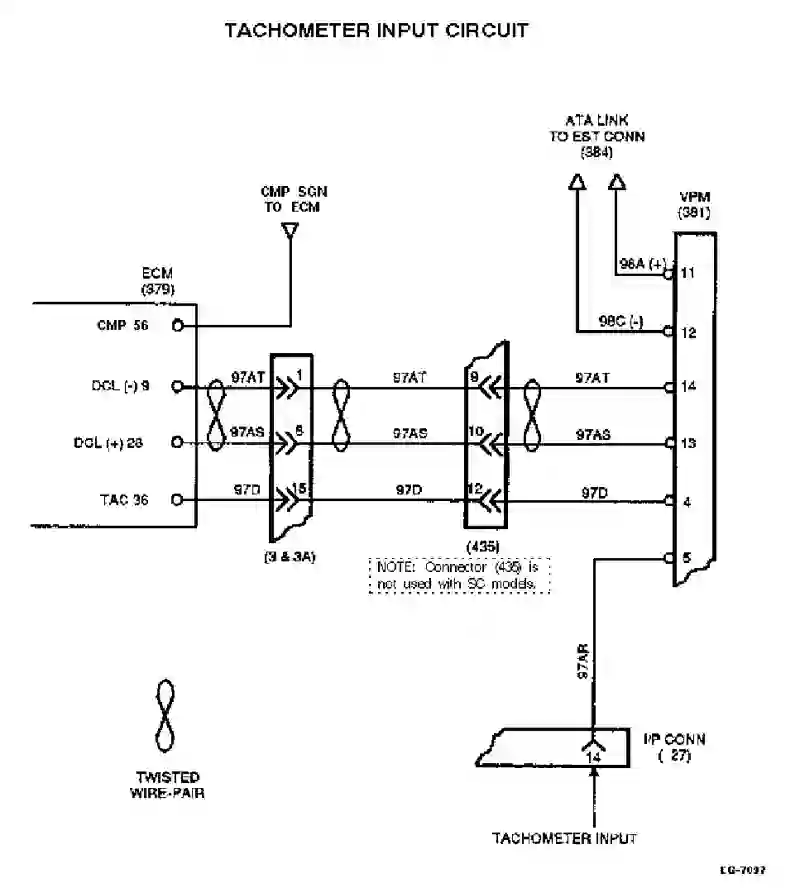 TACHOMETER INPUT CIRCUIT
ATA LINK
TO EST CONN
(384)
CMP SGN
TO ECM
VPM
(381)
98A (+)
11
ECM
(379)
CMP 56
98C (-)
12
DCL (-) 9
97AT
1
97AT
9
97AT
14
DCL (+) 28
97AS
6
97AS
10
97AS
13
TAC 36
97D
15
97D
12
97D
4
(3 & 3A)
(435)
5
NOTE: Connector (435) is
not used with SC models.
97AR
I/P CONN
( 27)
14
TWISTED
WIRE-PAIR
TACHOMETER INPUT
EG-7097